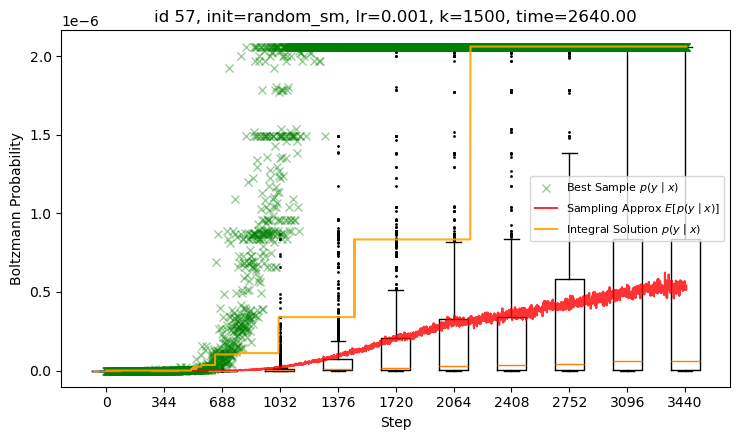 id 57, init=random_sm, lr=0.001, k=1500, time=2640.00
1e−6
2.0
1.5
1.0
0.5
0.0
Boltzmann Probability
Best Sample p(y | x)
Sampling Approx E[p(y | x)]
Integral Solution p(y | x)
0 344 688 1032 1376 1720 2064 2408 2752 3096 3440
Step